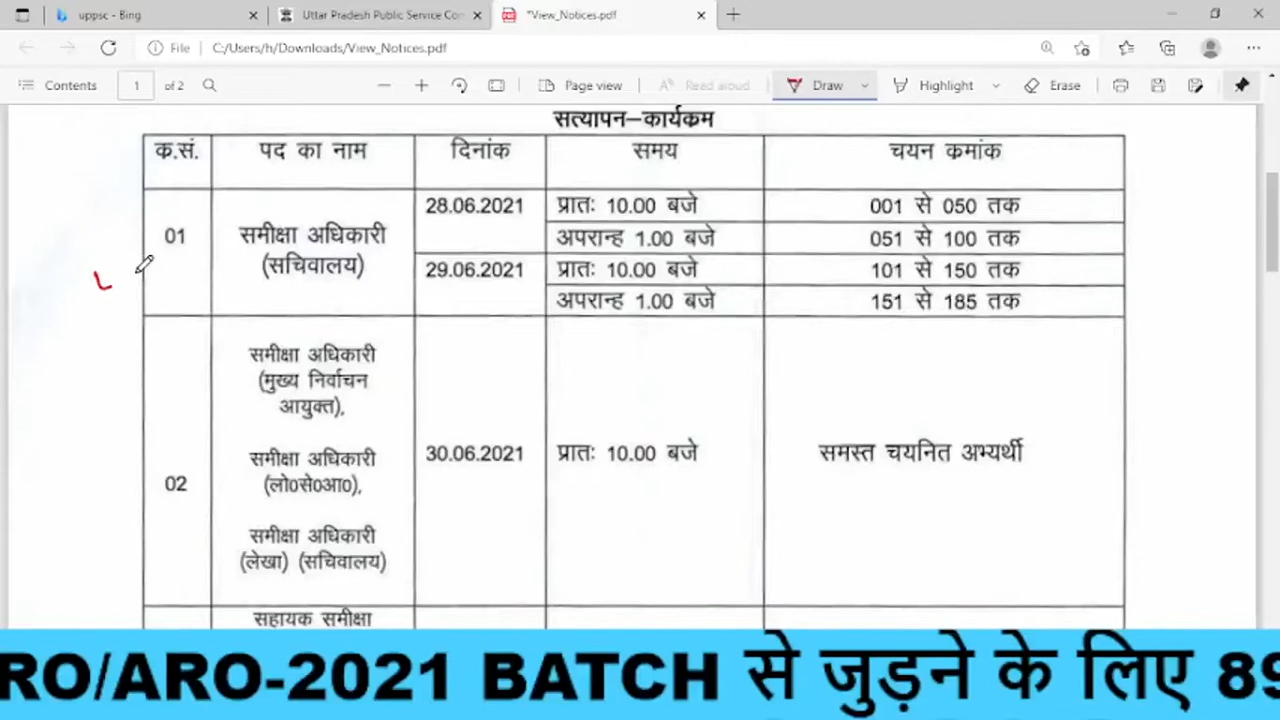 uppsc - Bing
Uttar Pradesh Public Service Con
*View_Notices.pdf
File C:/Users/h/Downloads/View_Notices.pdf
Contents 1 of 2 Page view Read aloud Draw Highlight Erase
सत्यापन–कार्यक्रम
क.सं. पद का नाम दिनांक समय चयन क्रमांक
01 समीक्षा अधिकारी (सचिवालय) 28.06.2021 प्रातः 10.00 बजे 001 से 050 तक
अपरान्ह 1.00 बजे 051 से 100 तक
29.06.2021 प्रातः 10.00 बजे 101 से 150 तक
अपरान्ह 1.00 बजे 151 से 185 तक
02
समीक्षा अधिकारी
(मुख्य निर्वाचन
आयुक्त),
समीक्षा अधिकारी
(लो0से0आ0),
समीक्षा अधिकारी
(लेखा) (सचिवालय)
30.06.2021 प्रातः 10.00 बजे समस्त चयनित अभ्यर्थी
सहायक समीक्षा
RO/ARO-2021 BATCH से जुड़ने के लिए 89